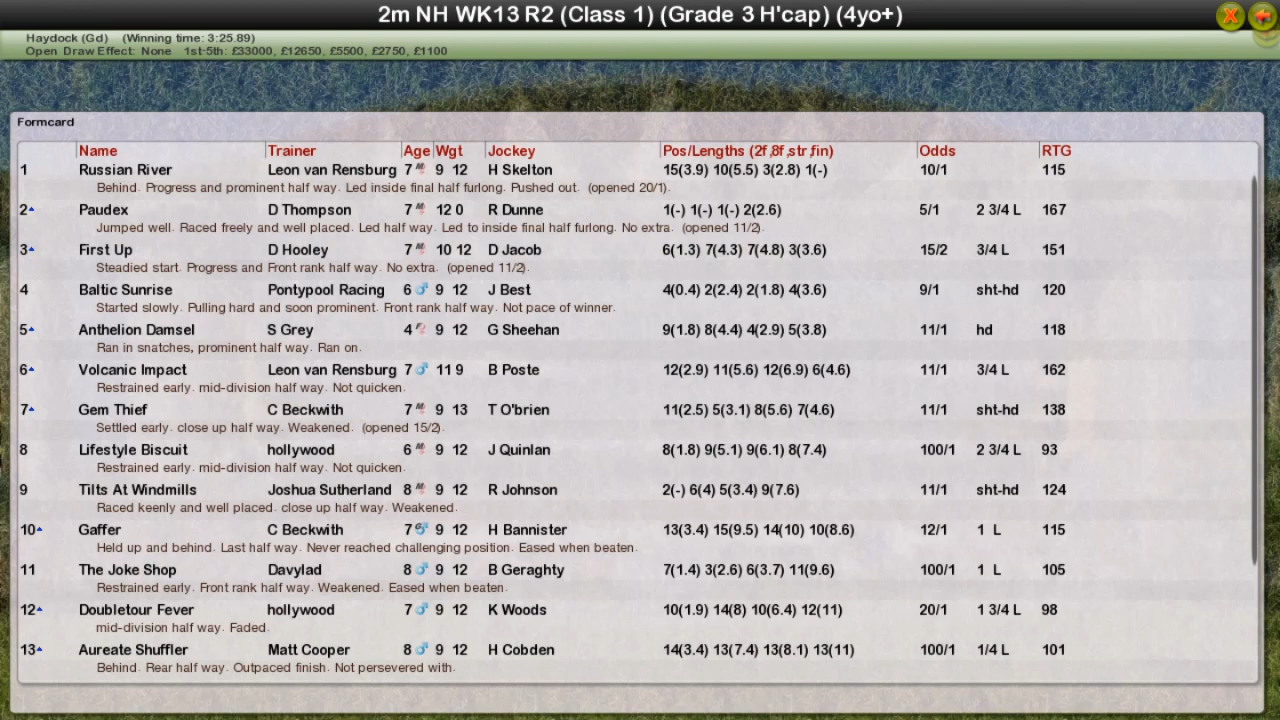 2m NH WK13 R2 (Class 1) (Grade 3 H'cap) (4yo+)
Haydock (Gd) (Winning time: 3:25.89)
Open Draw Effect: None 1st-5th: £33000, £12650, £5500, £2750, £1100
Formcard
Name Trainer Age Wgt Jockey Pos/Lengths (2f,8f,str,fin) Odds RTG
1 Russian River Leon van Rensburg 7 9 12 H Skelton 15(3.9) 10(5.5) 3(2.8) 1(-) 10/1 115
Behind. Progress and prominent half way. Led inside final half furlong. Pushed out. (opened 20/1).
2 Paudex D Thompson 7 12 0 R Dunne 1(-) 1(-) 1(-) 2(2.6) 5/1 2 3/4 L 167
Jumped well. Raced freely and well placed. Led half way. Led to inside final half furlong. No extra. (opened 11/2).
3 First Up D Hooley 7 10 12 D Jacob 6(1.3) 7(4.3) 7(4.8) 3(3.6) 15/2 3/4 L 151
Steadied start. Progress and Front rank half way. No extra. (opened 11/2).
4 Baltic Sunrise Pontypool Racing 6 9 12 J Best 4(0.4) 2(2.4) 2(1.8) 4(3.6) 9/1 sht-hd 120
Started slowly. Pulling hard and soon prominent. Front rank half way. Not pace of winner.
5 Anthelion Damsel S Grey 4 9 12 G Sheehan 9(1.8) 8(4.4) 4(2.9) 5(3.8) 11/1 hd 118
Ran in snatches, prominent half way. Ran on.
6 Volcanic Impact Leon van Rensburg 7 11 9 B Poste 12(2.9) 11(5.6) 12(6.9) 6(4.6) 11/1 3/4 L 162
Restrained early. mid-division half way. Not quicken.
7 Gem Thief C Beckwith 7 9 13 T O'brien 11(2.5) 5(3.1) 8(5.6) 7(4.6) 11/1 sht-hd 138
Settled early. close up half way. Weakened. (opened 15/2).
8 Lifestyle Biscuit hollywood 6 9 12 J Quinlan 8(1.8) 9(5.1) 9(6.1) 8(7.4) 100/1 2 3/4 L 93
Restrained early. mid-division half way. Not quicken.
9 Tilts At Windmills Joshua Sutherland 8 9 12 R Johnson 2(-) 6(4) 5(3.4) 9(7.6) 11/1 sht-hd 124
Raced keenly and well placed. close up half way. Weakened.
10 Gaffer C Beckwith 7 9 12 H Bannister 13(3.4) 15(9.5) 14(10) 10(8.6) 12/1 1 L 115
Held up and behind. Last half way. Never reached challenging position. Eased when beaten.
11 The Joke Shop Davylad 8 9 12 B Geraghty 7(1.4) 3(2.6) 6(3.7) 11(9.6) 100/1 1 L 105
Restrained early. Front rank half way. Weakened. Eased when beaten.
12 Doubletour Fever hollywood 7 9 12 K Woods 10(1.9) 14(8) 10(6.4) 12(11) 20/1 1 3/4 L 98
mid-division half way. Faded.
13 Aureate Shuffler Matt Cooper 8 9 12 H Cobden 14(3.4) 13(7.4) 13(8.1) 13(11) 100/1 1/4 L 101
Behind. Rear half way. Outpaced finish. Not persevered with.